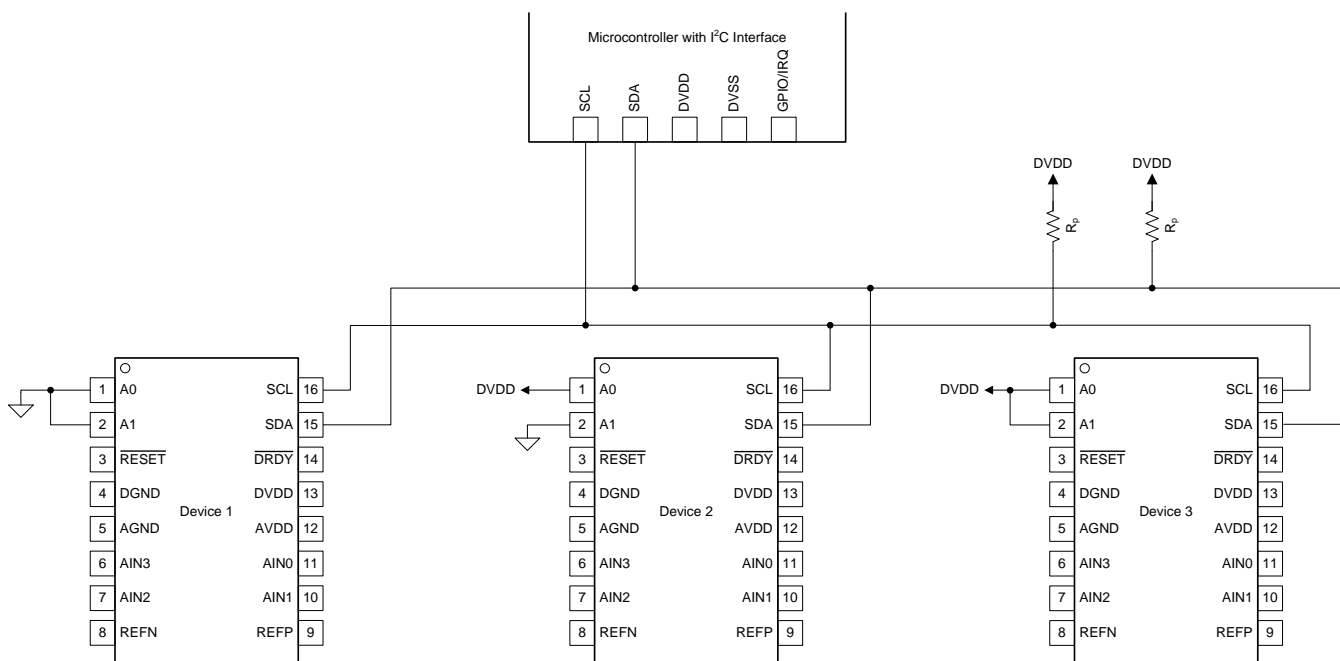 Microcontroller with I²C Interface
SCL
SDA
DVDD
DVSS
GPIO/IRQ
DVDD
DVDD
Rp
Rp
1 A0 SCL 16
2 A1 SDA 15
3 RESET DRDY 14
4 DGND DVDD 13
Device 1
5 AGND AVDD 12
6 AIN3 AIN0 11
7 AIN2 AIN1 10
8 REFN REFP 9
DVDD
1 A0 SCL 16
2 A1 SDA 15
3 RESET DRDY 14
4 DGND DVDD 13
Device 2
5 AGND AVDD 12
6 AIN3 AIN0 11
7 AIN2 AIN1 10
8 REFN REFP 9
DVDD
1 A0 SCL 16
2 A1 SDA 15
3 RESET DRDY 14
4 DGND DVDD 13
Device 3
5 AGND AVDD 12
6 AIN3 AIN0 11
7 AIN2 AIN1 10
8 REFN REFP 9